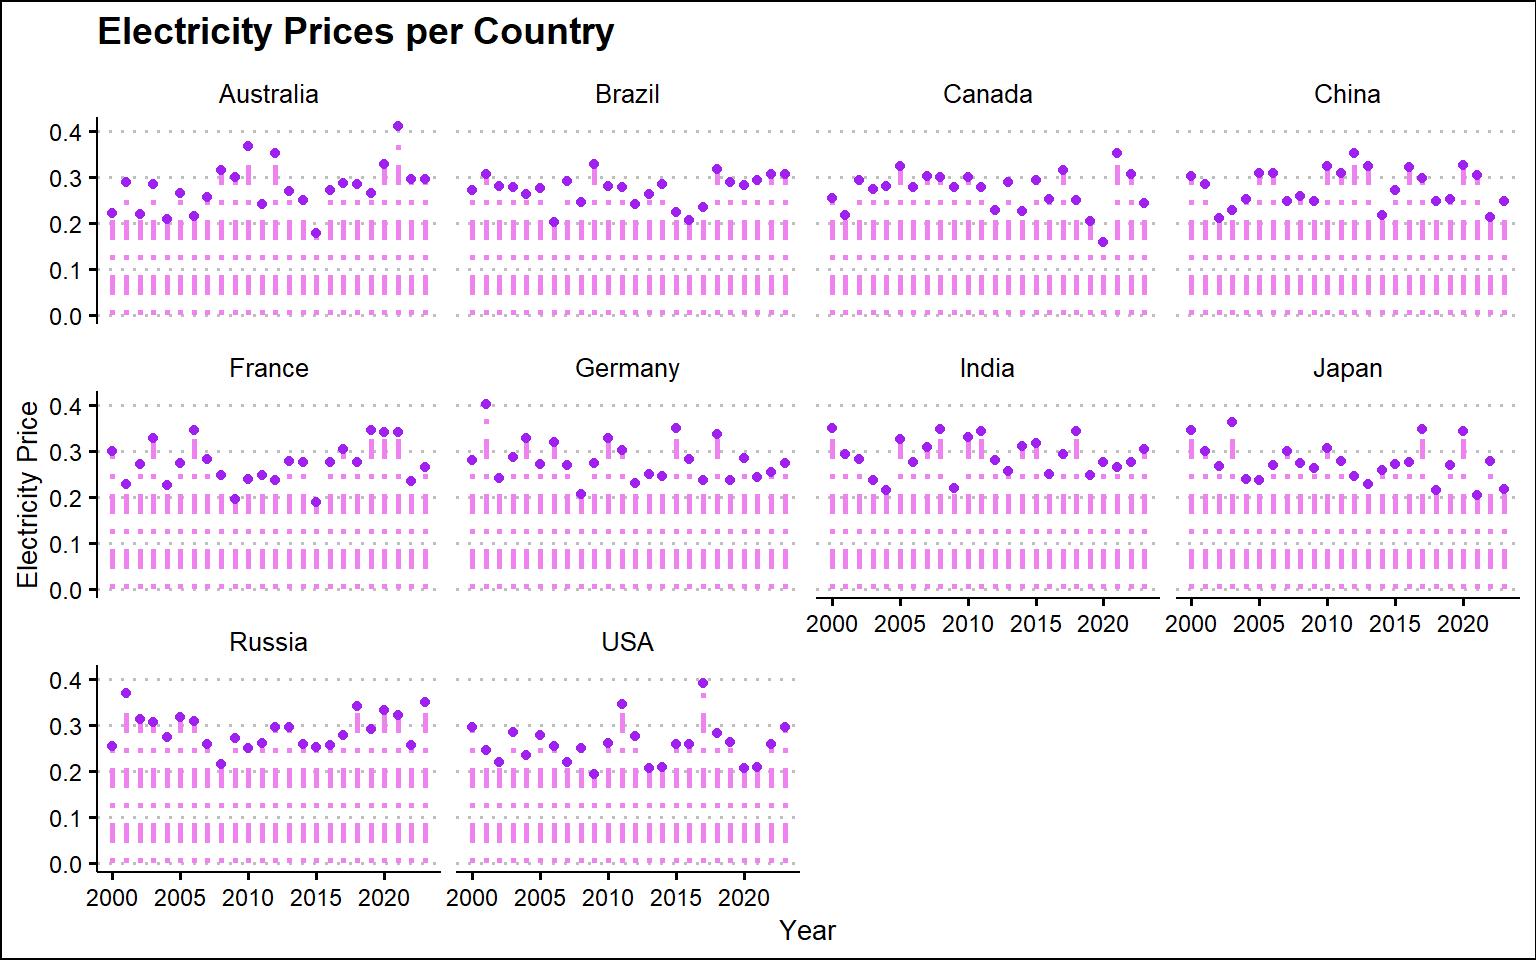 Electricity Prices per Country
Australia Brazil Canada China
0.4
0.3
0.2
0.1
0.0
France Germany India Japan
0.4
0.3
0.2
0.1
0.0
Electricity Price
2000 2005 2010 2015 2020 2000 2005 2010 2015 2020
Russia USA
0.4
0.3
0.2
0.1
0.0
2000 2005 2010 2015 2020 2000 2005 2010 2015 2020
Year